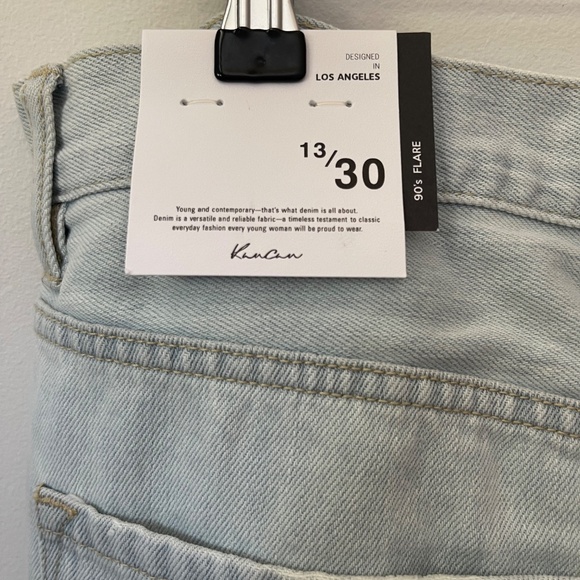 DESIGNED
IN
LOS ANGELES
13/30
90's FLARE
Young and contemporary—that's what denim is all about.
Denim is a versatile and reliable fabric—a timeless testament to classic
everyday fashion every young woman will be proud to wear.
KanCan